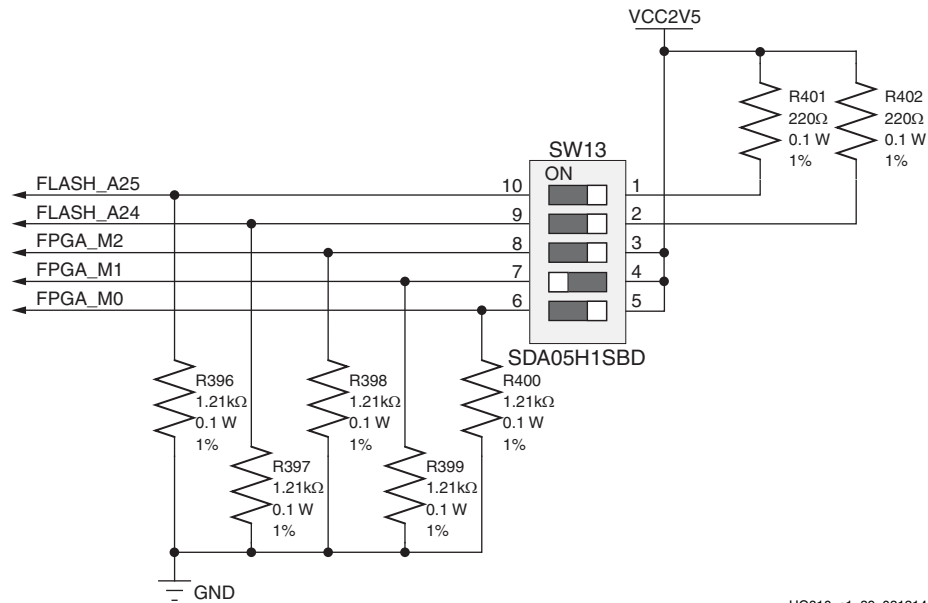 VCC2V5
R401
220Ω
0.1 W
1%
R402
220Ω
0.1 W
1%
SW13
ON
FLASH_A25
10
1
FLASH_A24
9
2
FPGA_M2
8
3
FPGA_M1
7
4
FPGA_M0
6
5
SDA05H1SBD
R396
1.21kΩ
0.1 W
1%
R398
1.21kΩ
0.1 W
1%
R400
1.21kΩ
0.1 W
1%
R397
1.21kΩ
0.1 W
1%
R399
1.21kΩ
0.1 W
1%
GND